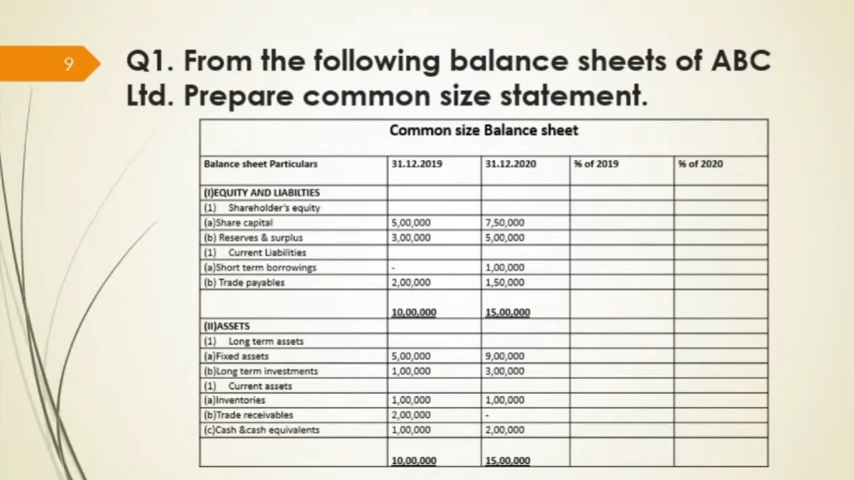 9
Q1. From the following balance sheets of ABC
Ltd. Prepare common size statement.
Common size Balance sheet
Balance sheet Particulars 31.12.2019 31.12.2020 % of 2019 % of 2020
(I)EQUITY AND LIABILTIES
(1) Shareholder's equity
(a)Share capital 5,00,000 7,50,000
(b) Reserves & surplus 3,00,000 5,00,000
(1) Current Liabilities
(a)Short term borrowings - 1,00,000
(b) Trade payables 2,00,000 1,50,000
10,00,000 15,00,000
(II)ASSETS
(1) Long term assets
(a)Fixed assets 5,00,000 9,00,000
(b)Long term investments 1,00,000 3,00,000
(1) Current assets
(a)Inventories 1,00,000 1,00,000
(b)Trade receivables 2,00,000 -
(c)Cash &cash equivalents 1,00,000 2,00,000
10,00,000 15,00,000